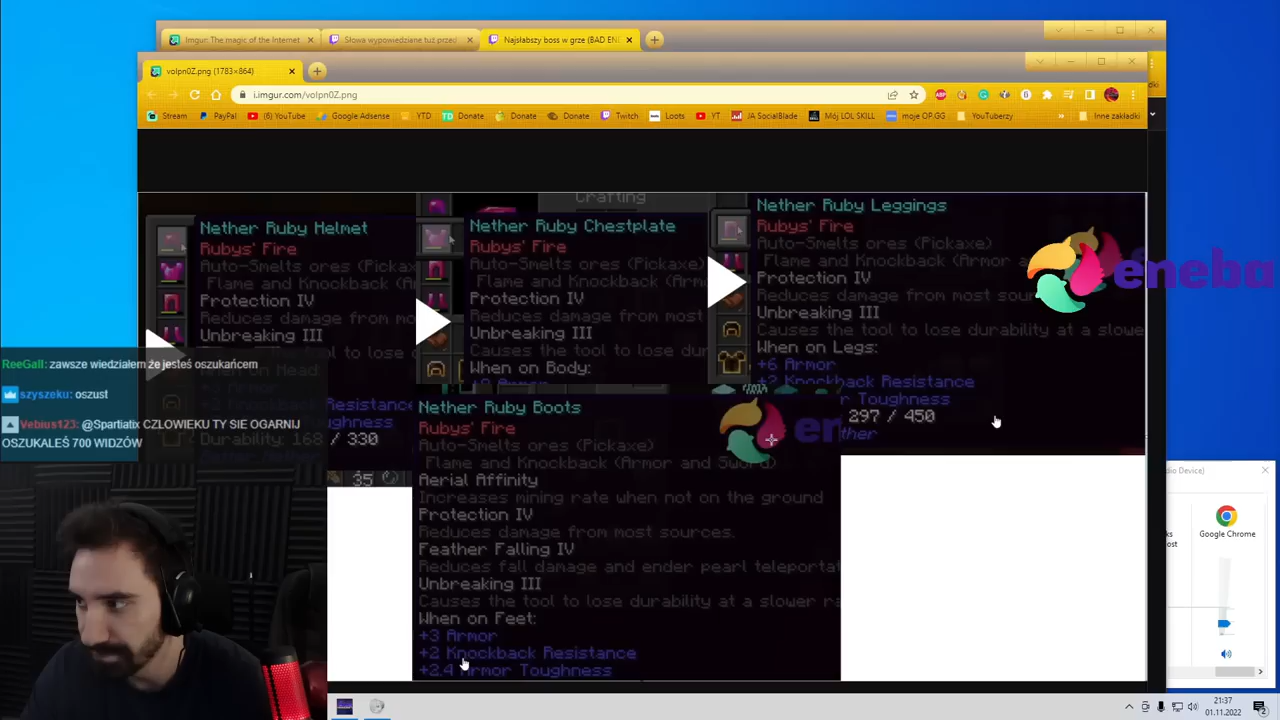 Imgur: The magic of the Internet
Słowa wypowiedziane tuż przed
Najsłabszy boss w grze (BAD EN
volpn0Z.png (1783×864)
i.imgur.com/volpn0Z.png
Stream
PayPal
(6) YouTube
Google Adsense
YTD
Donate
Donate
Donate
Twitch
Loots
YT
JA SocialBlade
Mój LOL SKILL
moje OP.GG
YouTuberzy
Inne zakładki
Nether Ruby Helmet
Rubys' Fire
Auto-Smelts ores (Pickaxe)
Flame and Knockback (Armor
Protection IV
Reduces damage from mo
Unbreaking III
to lose
Head
Resistance
Durability: 168 / 330
35
Crafting
Nether Ruby Chestplate
Rubys' Fire
Auto-Smelts ores (Pickaxe)
Flame and Knockback (Arm
Protection IV
Reduces damage from most
Unbreaking III
Causes the tool to lose du
When on Body:
Nether Ruby Leggings
Rubys' Fire
Auto-Smelts ores (Pickaxe)
Flame and Knockback (Armor a
Protection IV
Reduces damage from most sour
Unbreaking III
Causes the tool to lose durability at a slowe
When on Legs:
+6 Armor
+2 Knockback Resistance
r Toughness
297 / 450
ther
eneba
Nether Ruby Boots
Rubys' Fire
Auto-Smelts ores (Pickaxe)
Flame and Knockback (Armor and Sword)
Aerial Affinity
Increases mining rate when not on the ground
Protection IV
Reduces damage from most sources.
Feather Falling IV
Reduces fall damage and ender pearl teleportat
Unbreaking III
Causes the tool to lose durability at a slower ra
When on Feet:
+3 Armor
+2 Knockback Resistance
+2.4 Armor Toughness
ReeGall: zawsze wiedziałem że jesteś oszukańcem
szyszeku: oszust
Vebius123: @Spartiatix CZLOWIEKU TY SIE OGARNIJ
OSZUKALEŚ 700 WIDZÓW
dio Device)
Google Chrome
21:37
01.11.2022